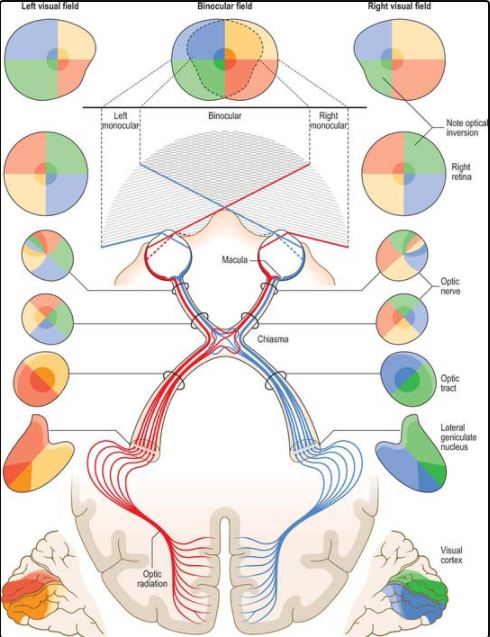 Left visual field
Binocular field
Right visual field
Left
monocular
Binocular
Right
monocular
Note optical
inversion
Right
retina
Macula
Optic
nerve
Chiasma
Optic
tract
Lateral
geniculate
nucleus
Visual
cortex
Optic
radiation